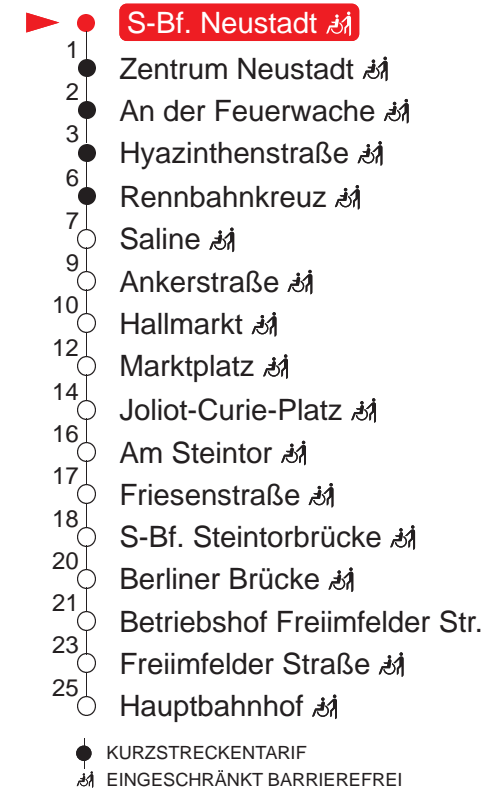 S-Bf. Neustadt
1
Zentrum Neustadt
2
An der Feuerwache
3
Hyazinthenstraße
6
Rennbahnkreuz
7
Saline
9
Ankerstraße
10
Hallmarkt
12
Marktplatz
14
Joliot-Curie-Platz
16
Am Steintor
17
Friesenstraße
18
S-Bf. Steintorbrücke
20
Berliner Brücke
21
Betriebshof Freiimfelder Str.
23
Freiimfelder Straße
25
Hauptbahnhof
KURZSTRECKENTARIF
EINGESCHRÄNKT BARRIEREFREI